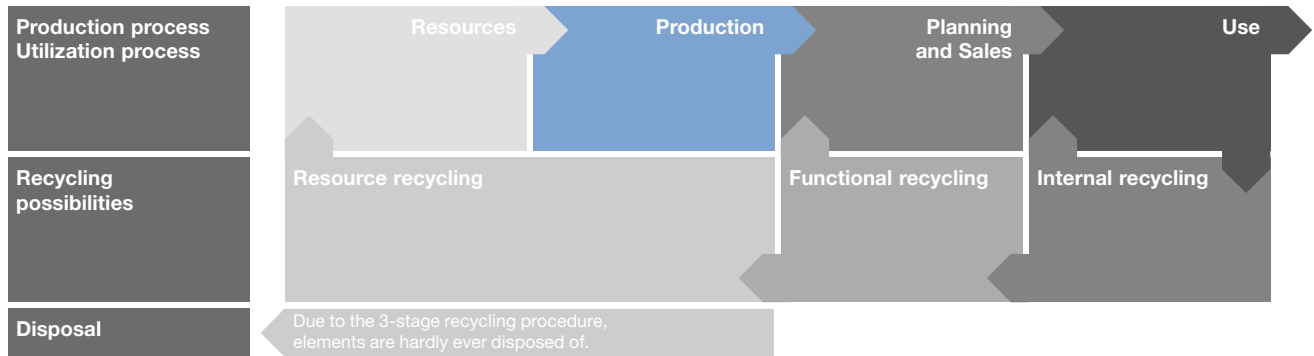 Production process
Utilization process
Resources
Production
Planning
and Sales
Use
Recycling
possibilities
Resource recycling
Functional recycling
Internal recycling
Disposal
Due to the 3-stage recycling procedure,
elements are hardly ever disposed of.